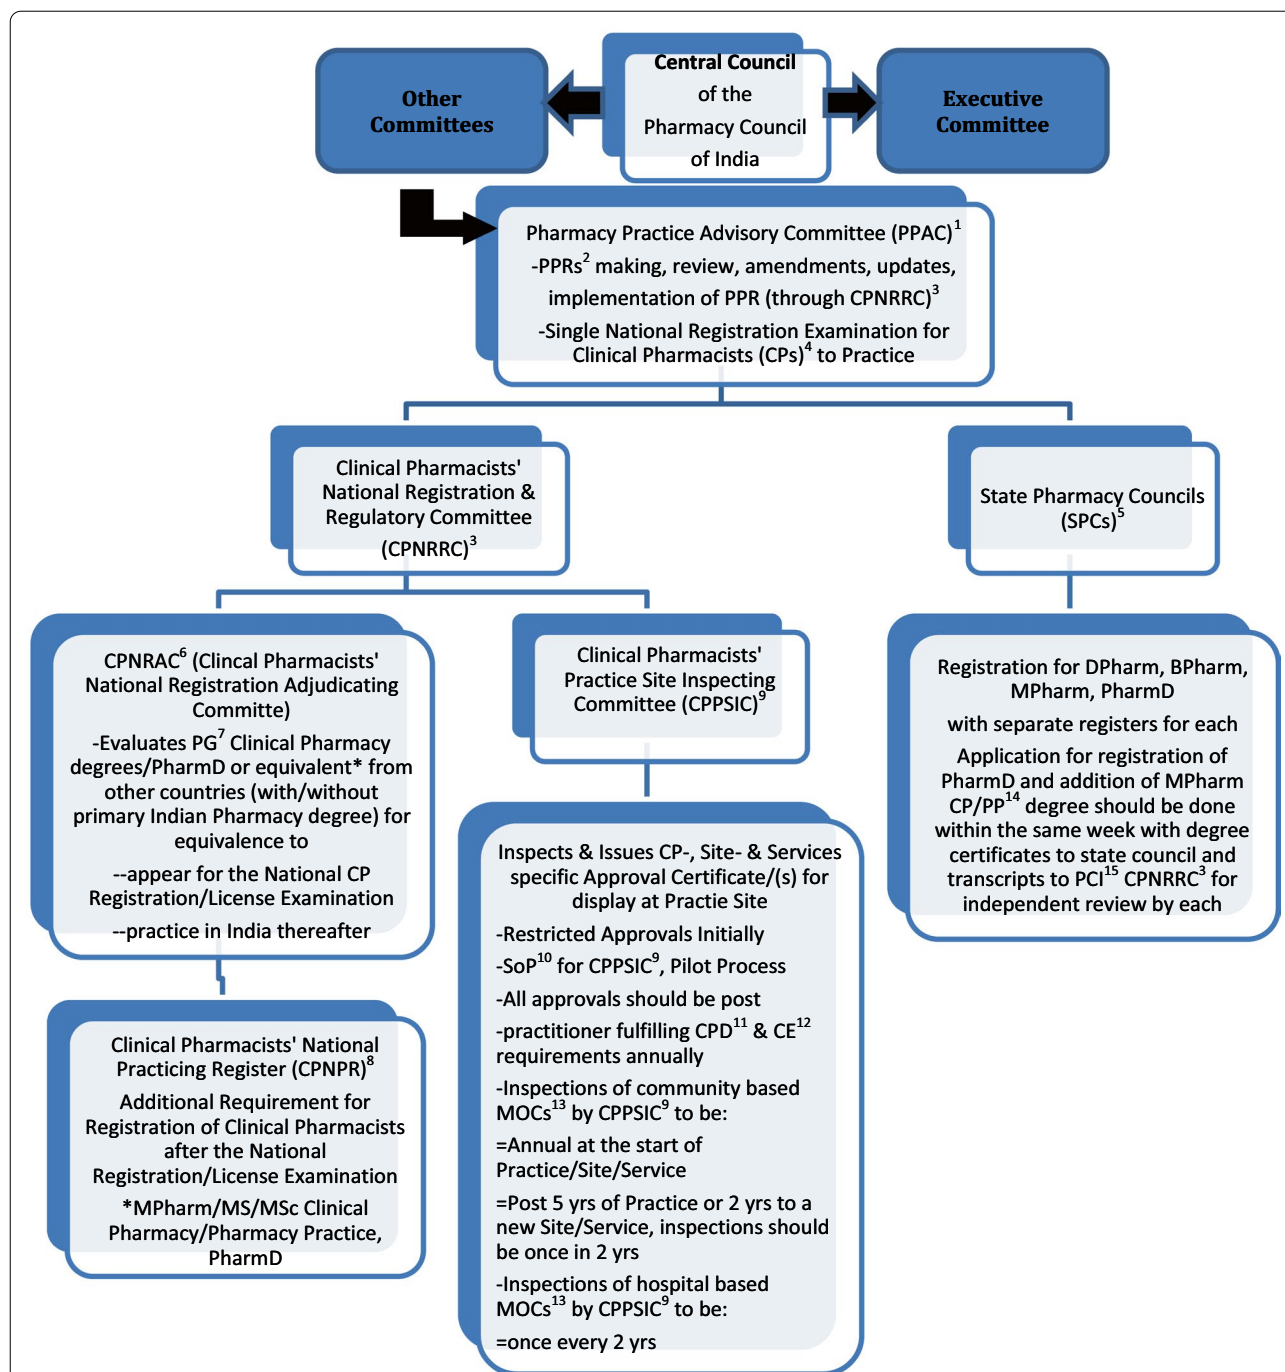 Other
Committees
Central Council
of the
Pharmacy Council
of India
Executive
Committee
Pharmacy Practice Advisory Committee (PPAC)1
-PPRs2 making, review, amendments, updates,
implementation of PPR (through CPNRRC)3
-Single National Registration Examination for
Clinical Pharmacists (CPs)4 to Practice
Clinical Pharmacists'
National Registration &
Regulatory Committee
(CPNRRC)3
State Pharmacy Councils
(SPCs)5
CPNRAC6 (Clincal Pharmacists'
National Registration Adjudicating
Committe)
-Evaluates PG7 Clinical Pharmacy
degrees/PharmD or equivalent* from
other countries (with/without
primary Indian Pharmacy degree) for
equivalence to
--appear for the National CP
Registration/License Examination
--practice in India thereafter
Clinical Pharmacists'
Practice Site Inspecting
Committee (CPPSIC)9
Registration for DPharm, BPharm,
MPharm, PharmD
with separate registers for each
Application for registration of
PharmD and addition of MPharm
CP/PP14 degree should be done
within the same week with degree
certificates to state council and
transcripts to PCI15 CPNRRC3 for
independent review by each
Clinical Pharmacists' National
Practicing Register (CPNPR)8
Additional Requirement for
Registration of Clinical Pharmacists
after the National
Registration/License Examination
*MPharm/MS/MSc Clinical
Pharmacy/Pharmacy Practice,
PharmD
Inspects & Issues CP-, Site- & Services
specific Approval Certificate/(s) for
display at Practie Site
-Restricted Approvals Initially
-SoP10 for CPPSIC9, Pilot Process
-All approvals should be post
-practitioner fulfilling CPD11 & CE12
requirements annually
-Inspections of community based
MOCs13 by CPPSIC9 to be:
=Annual at the start of
Practice/Site/Service
=Post 5 yrs of Practice or 2 yrs to a
new Site/Service, inspections should
be once in 2 yrs
-Inspections of hospital based
MOCs13 by CPPSIC9 to be:
=once every 2 yrs